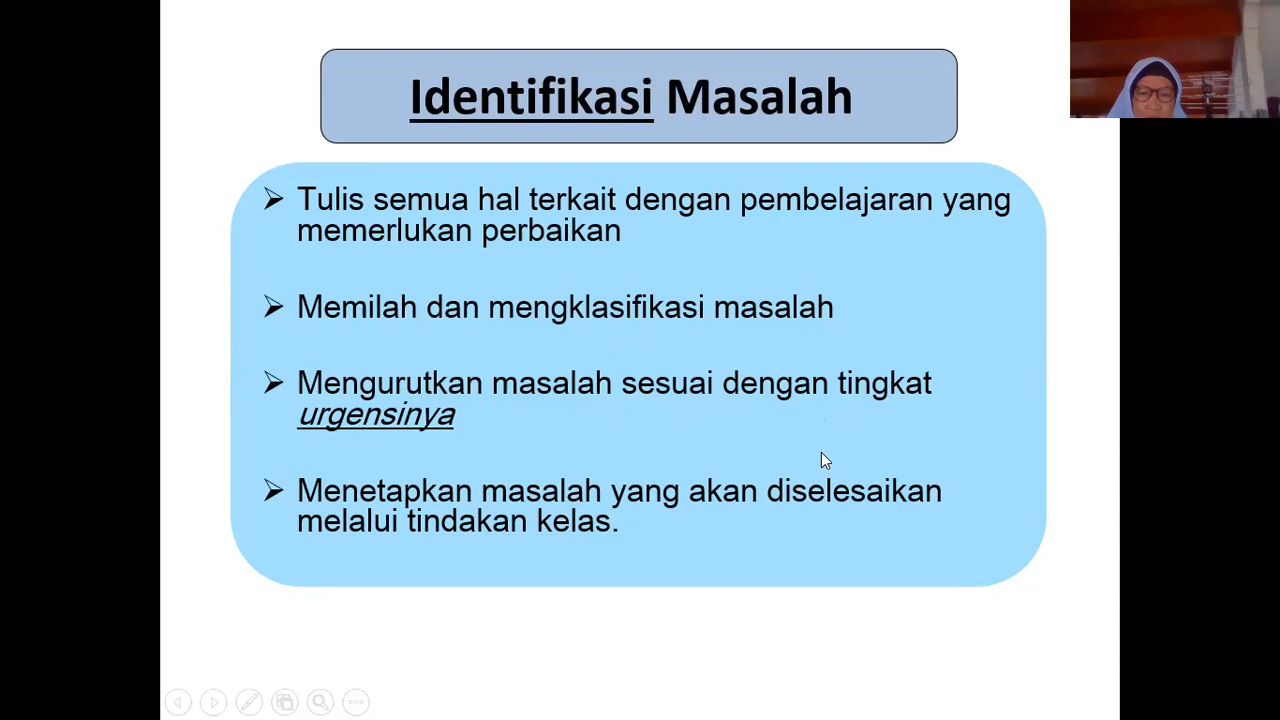 Identifikasi Masalah
Tulis semua hal terkait dengan pembelajaran yang
memerlukan perbaikan
Memilah dan mengklasifikasi masalah
Mengurutkan masalah sesuai dengan tingkat
urgensinya
Menetapkan masalah yang akan diselesaikan
melalui tindakan kelas.